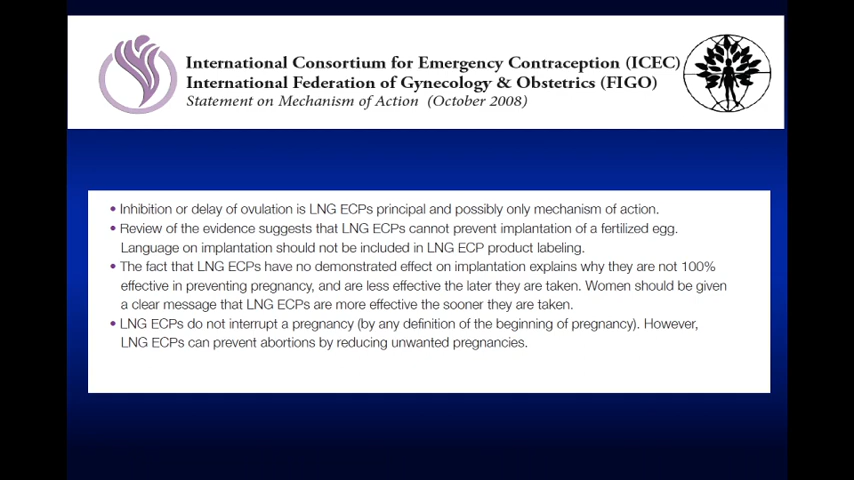 International Consortium for Emergency Contraception (ICEC)
International Federation of Gynecology & Obstetrics (FIGO)
Statement on Mechanism of Action (October 2008)
• Inhibition or delay of ovulation is LNG ECPs principal and possibly only mechanism of action.
• Review of the evidence suggests that LNG ECPs cannot prevent implantation of a fertilized egg.
Language on implantation should not be included in LNG ECP product labeling.
• The fact that LNG ECPs have no demonstrated effect on implantation explains why they are not 100%
effective in preventing pregnancy, and are less effective the later they are taken. Women should be given
a clear message that LNG ECPs are more effective the sooner they are taken.
• LNG ECPs do not interrupt a pregnancy (by any definition of the beginning of pregnancy). However,
LNG ECPs can prevent abortions by reducing unwanted pregnancies.